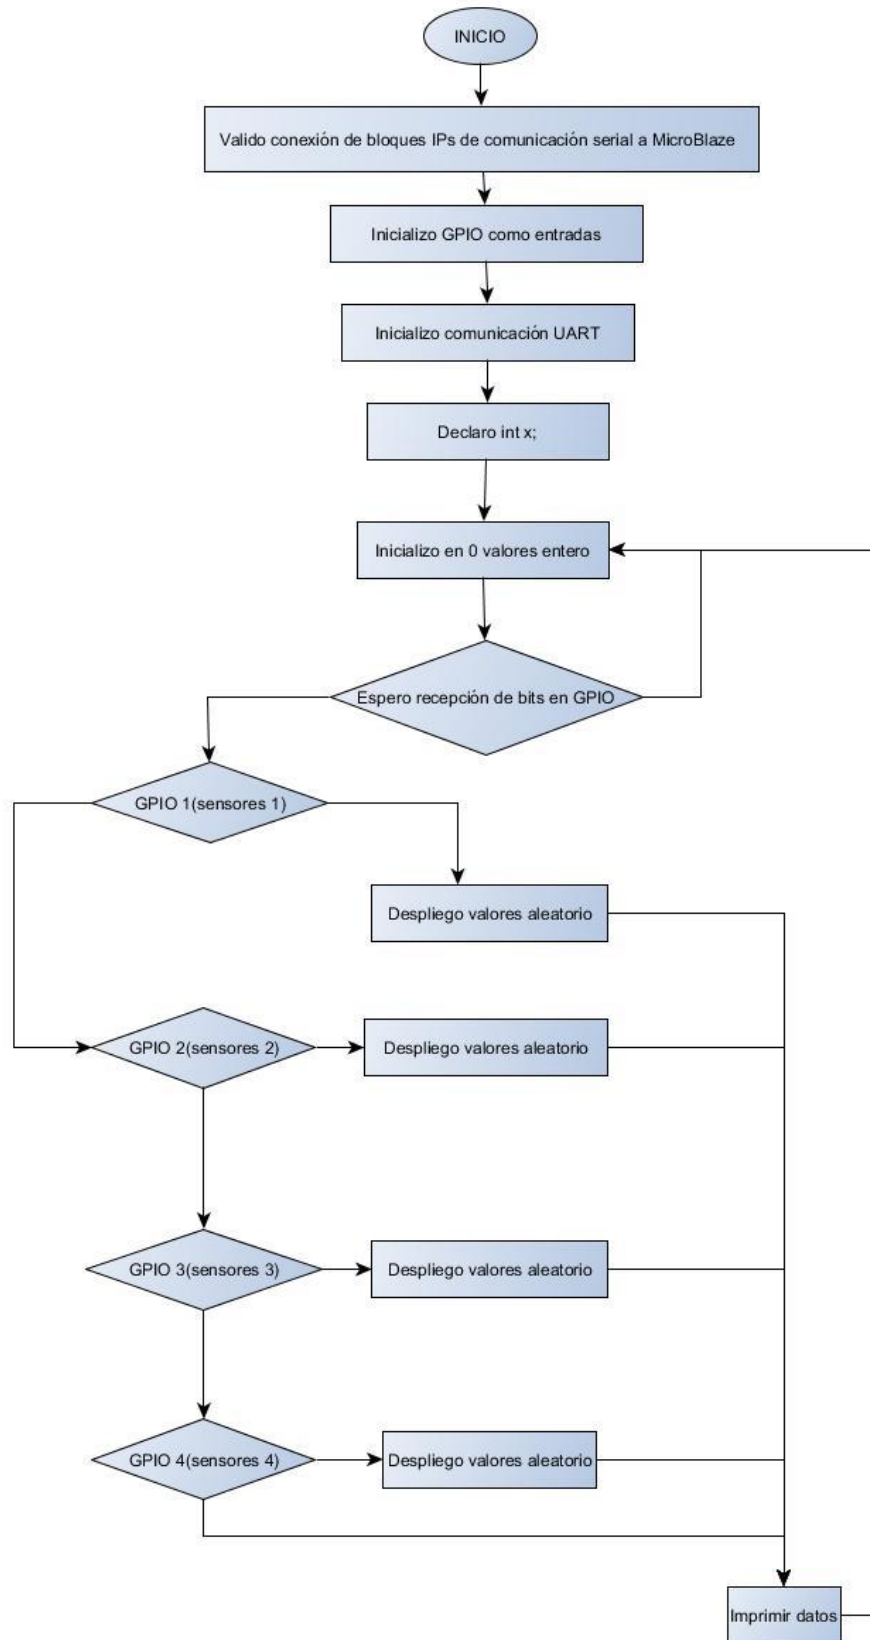 INICIO
Valido conexión de bloques IPs de comunicación serial a MicroBlaze
Inicializo GPIO como entradas
Inicializo comunicación UART
Declaro int x;
Inicializo en 0 valores entero
Espero recepción de bits en GPIO
GPIO 1(sensores 1)
Despliego valores aleatorio
GPIO 2(sensores 2)
Despliego valores aleatorio
GPIO 3(sensores 3)
Despliego valores aleatorio
GPIO 4(sensores 4)
Despliego valores aleatorio
Imprimir datos